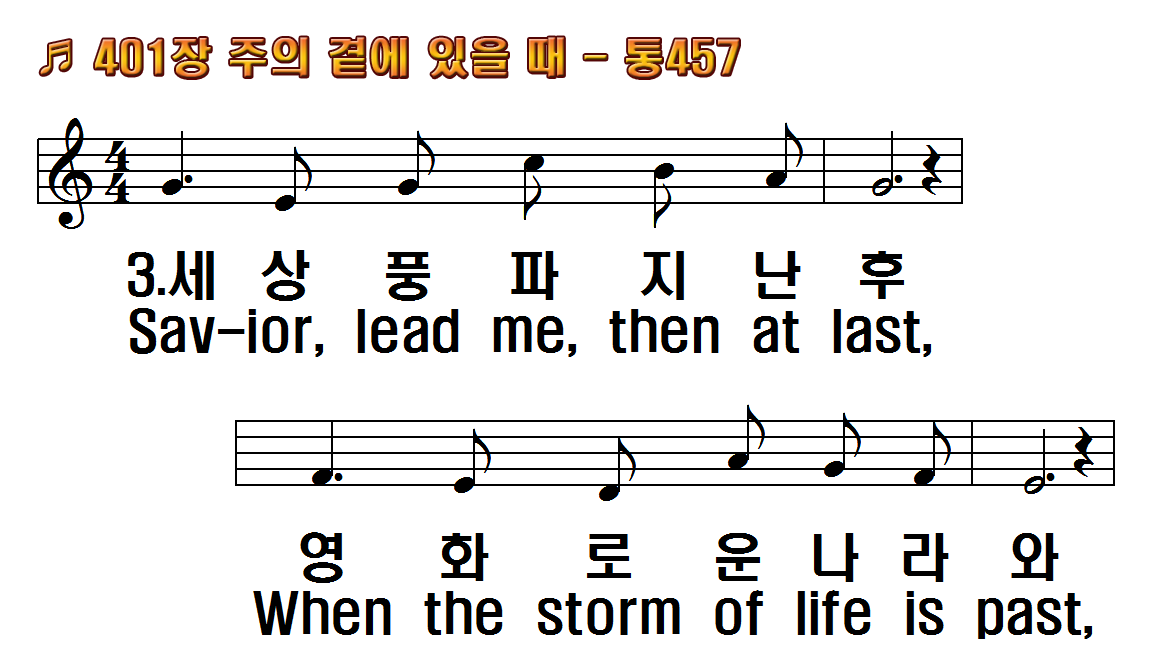 ♬ 401장 주의 곁에 있을 때 - 통457
3.세 상 풍 파 지 난 후
Sav-ior, lead me, then at last,
영 화 로 운 나 라 와
When the storm of life is past,